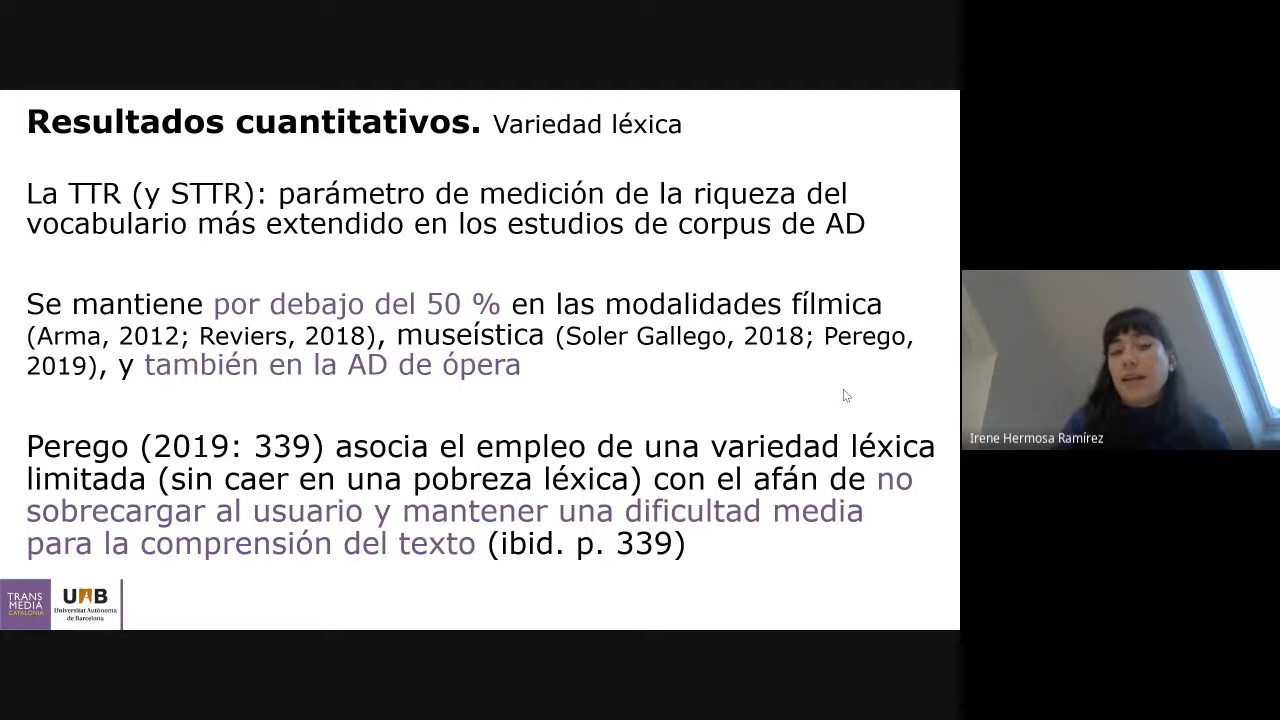 Resultados cuantitativos. Variedad léxica
La TTR (y STTR): parámetro de medición de la riqueza del
vocabulario más extendido en los estudios de corpus de AD
Se mantiene por debajo del 50 % en las modalidades fílmica
(Arma, 2012; Reviers, 2018), museística (Soler Gallego, 2018; Perego,
2019), y también en la AD de ópera
Perego (2019: 339) asocia el empleo de una variedad léxica
limitada (sin caer en una pobreza léxica) con el afán de no
sobrecargar al usuario y mantener una dificultad media
para la comprensión del texto (ibid. p. 339)
TRANS
MEDIA
CATALONIA
UAB
Universitat Autònoma
de Barcelona
Irene Hermosa Ramírez